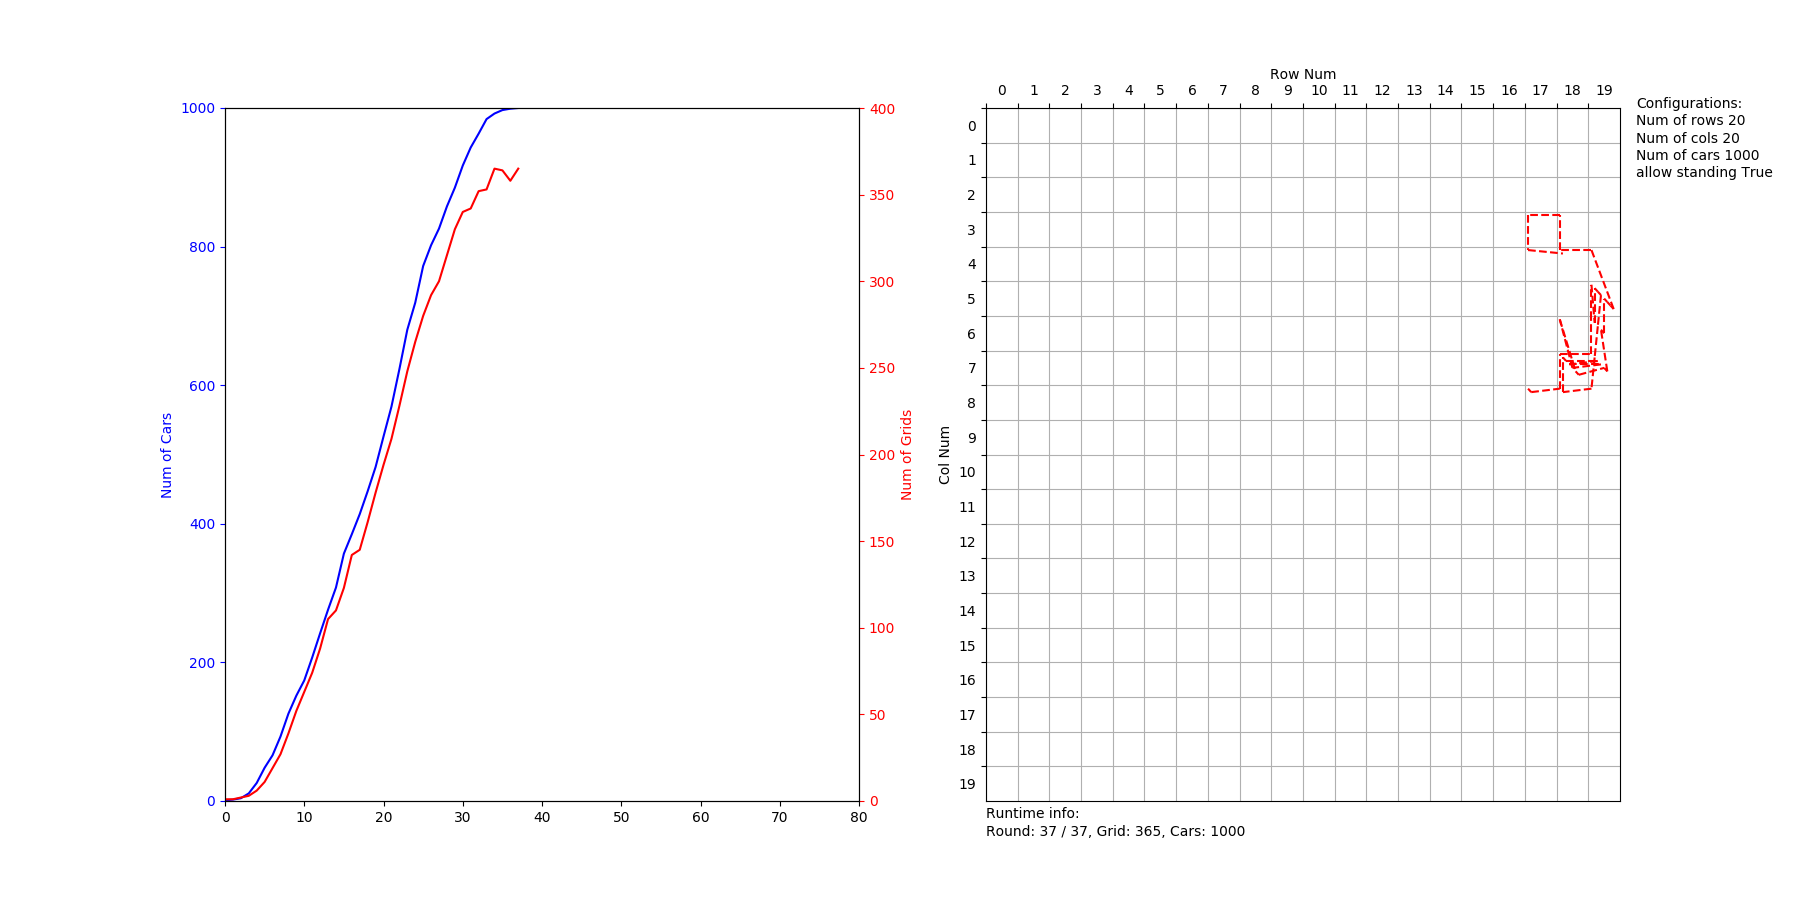 Row Num
0 1 2 3 4 5 6 7 8 9 10 11 12 13 14 15 16 17 18 19
Configurations:
Num of rows 20
Num of cols 20
Num of cars 1000
allow standing True
1000
800
600
400
200
0
Num of Cars
0 10 20 30 40 50 60 70 80
400
350
300
250
200
150
100
50
0
Num of Grids
Col Num
0
1
2
3
4
5
6
7
8
9
10
11
12
13
14
15
16
17
18
19
Runtime info:
Round: 37 / 37, Grid: 365, Cars: 1000